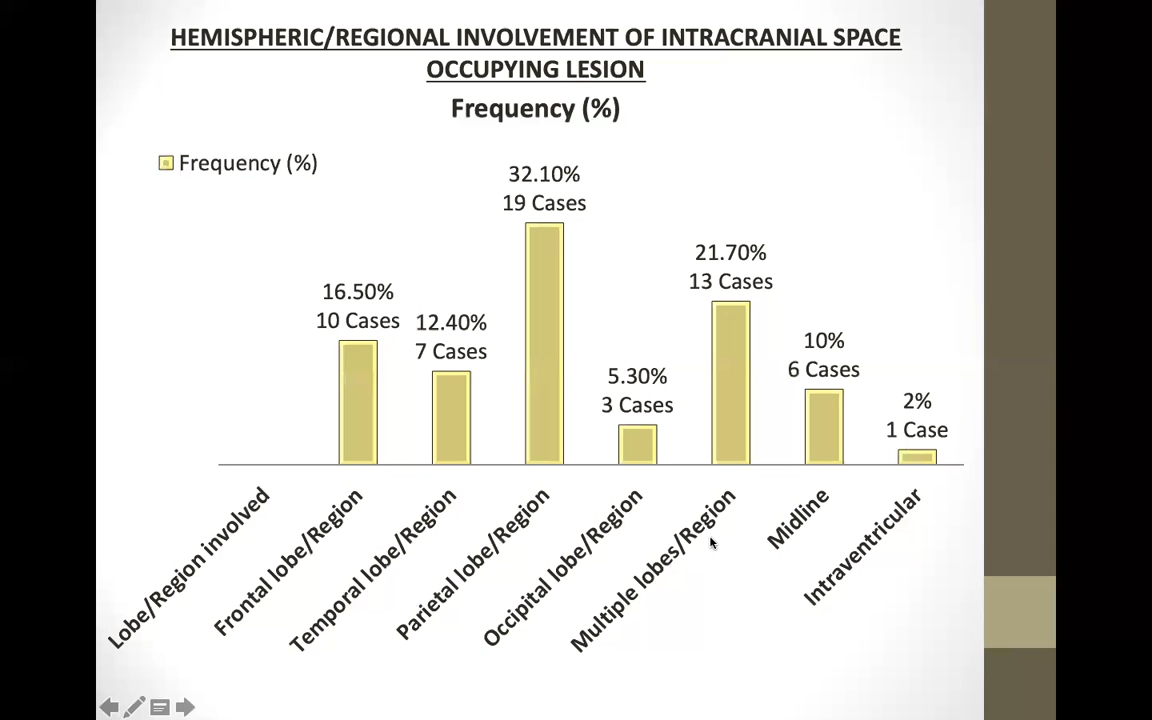 HEMISPHERIC/REGIONAL INVOLVEMENT OF INTRACRANIAL SPACE
OCCUPYING LESION
Frequency (%)
Frequency (%)
16.50%
10 Cases
12.40%
7 Cases
32.10%
19 Cases
5.30%
3 Cases
21.70%
13 Cases
10%
6 Cases
2%
1 Case
Lobe/Region involved
Frontal lobe/Region
Temporal lobe/Region
Parietal lobe/Region
Occipital lobe/Region
Multiple lobes/Region
Midline
Intraventricular